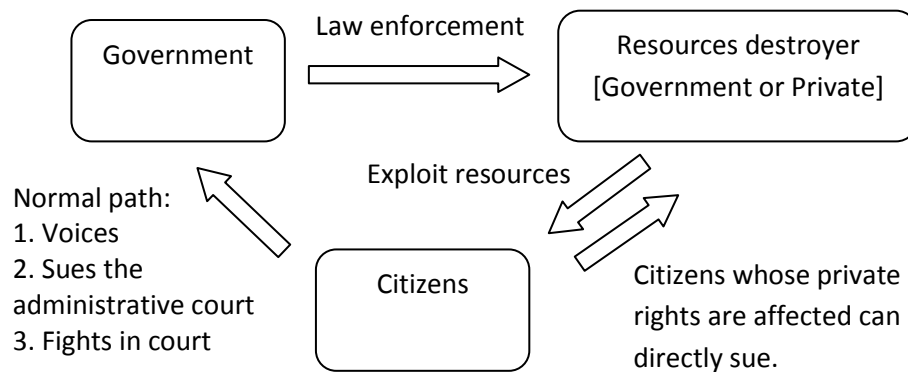 Government
Law enforcement
Resources destroyer
[Government or Private]
Exploit resources
Normal path:
1. Voices
2. Sues the
administrative court
3. Fights in court
Citizens
Citizens whose private
rights are affected can
directly sue.